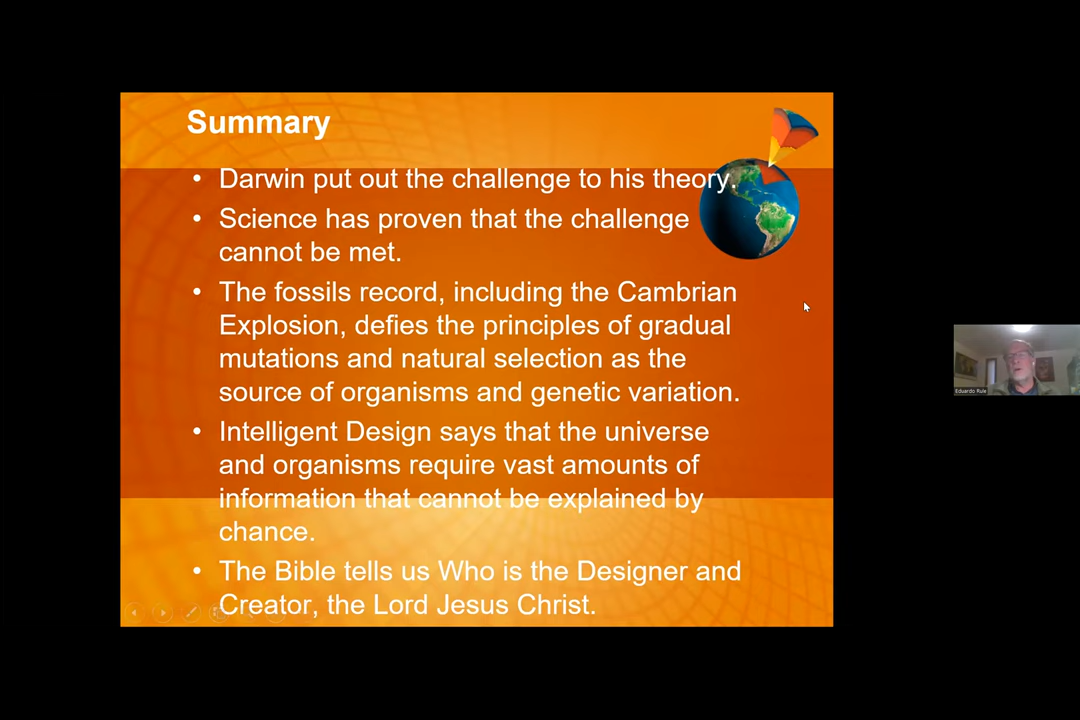 Summary
• Darwin put out the challenge to his theory.
• Science has proven that the challenge
cannot be met.
• The fossils record, including the Cambrian
Explosion, defies the principles of gradual
mutations and natural selection as the
source of organisms and genetic variation.
• Intelligent Design says that the universe
and organisms require vast amounts of
information that cannot be explained by
chance.
• The Bible tells us Who is the Designer and
Creator, the Lord Jesus Christ.
Eduardo Rule